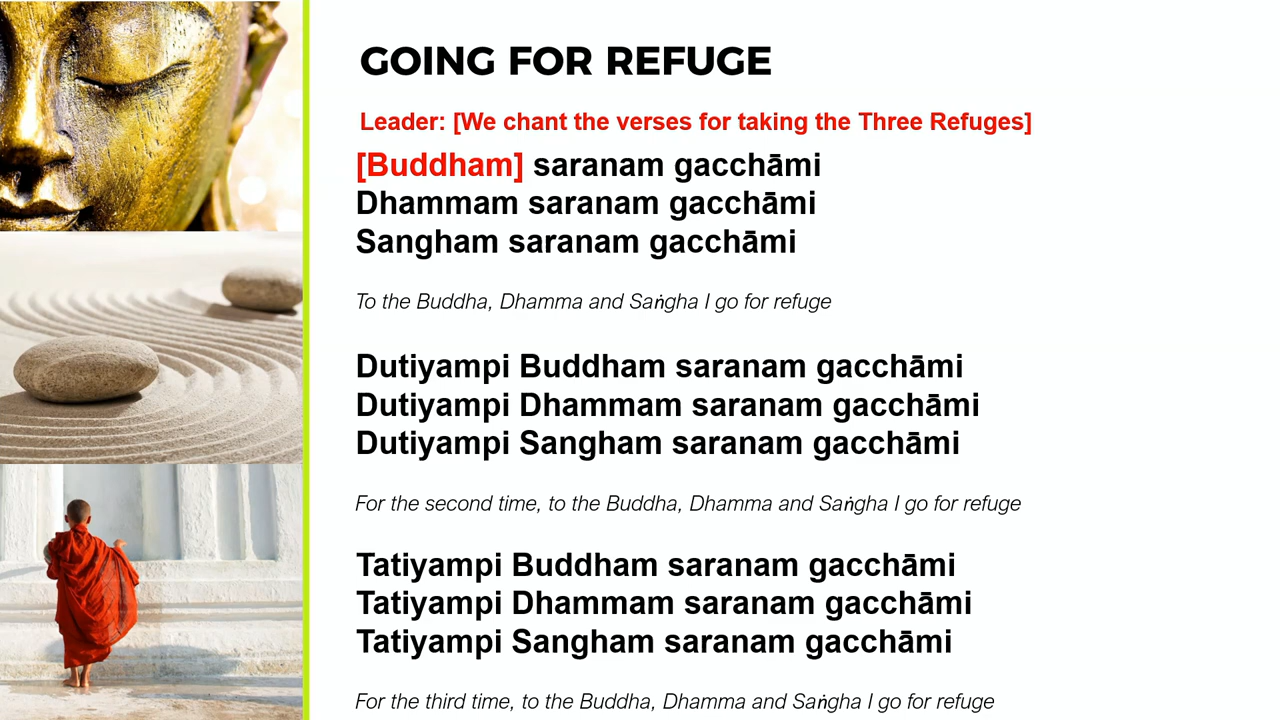 GOING FOR REFUGE
Leader: [We chant the verses for taking the Three Refuges]
[Buddham] saranam gacchāmi
Dhammam saranam gacchāmi
Sangham saranam gacchāmi
To the Buddha, Dhamma and Saṅgha I go for refuge
Dutiyampi Buddham saranam gacchāmi
Dutiyampi Dhammam saranam gacchāmi
Dutiyampi Sangham saranam gacchāmi
For the second time, to the Buddha, Dhamma and Saṅgha I go for refuge
Tatiyampi Buddham saranam gacchāmi
Tatiyampi Dhammam saranam gacchāmi
Tatiyampi Sangham saranam gacchāmi
For the third time, to the Buddha, Dhamma and Saṅgha I go for refuge